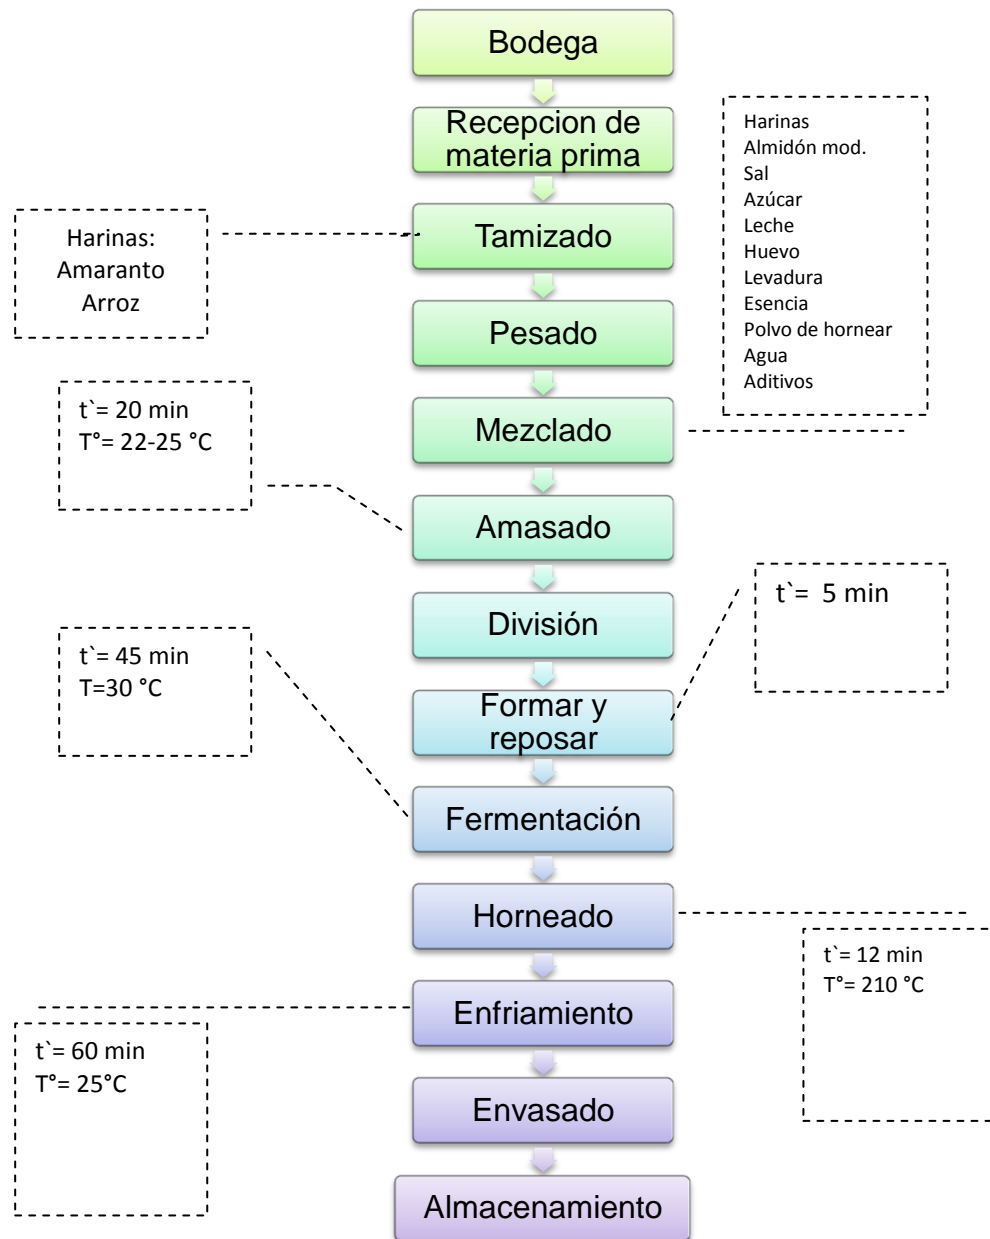 Bodega
Recepcion de
materia prima
Harinas
Almidón mod.
Sal
Azúcar
Leche
Huevo
Levadura
Esencia
Polvo de hornear
Agua
Aditivos
Harinas:
Amaranto
Arroz
Tamizado
Pesado
t`= 20 min
T°= 22-25 °C
Mezclado
Amasado
t`=  5 min
División
t`= 45 min
T=30 °C
Formar y
reposar
Fermentación
Horneado
t`= 12 min
T°= 210 °C
Enfriamiento
t`= 60 min
T°= 25°C
Envasado
Almacenamiento